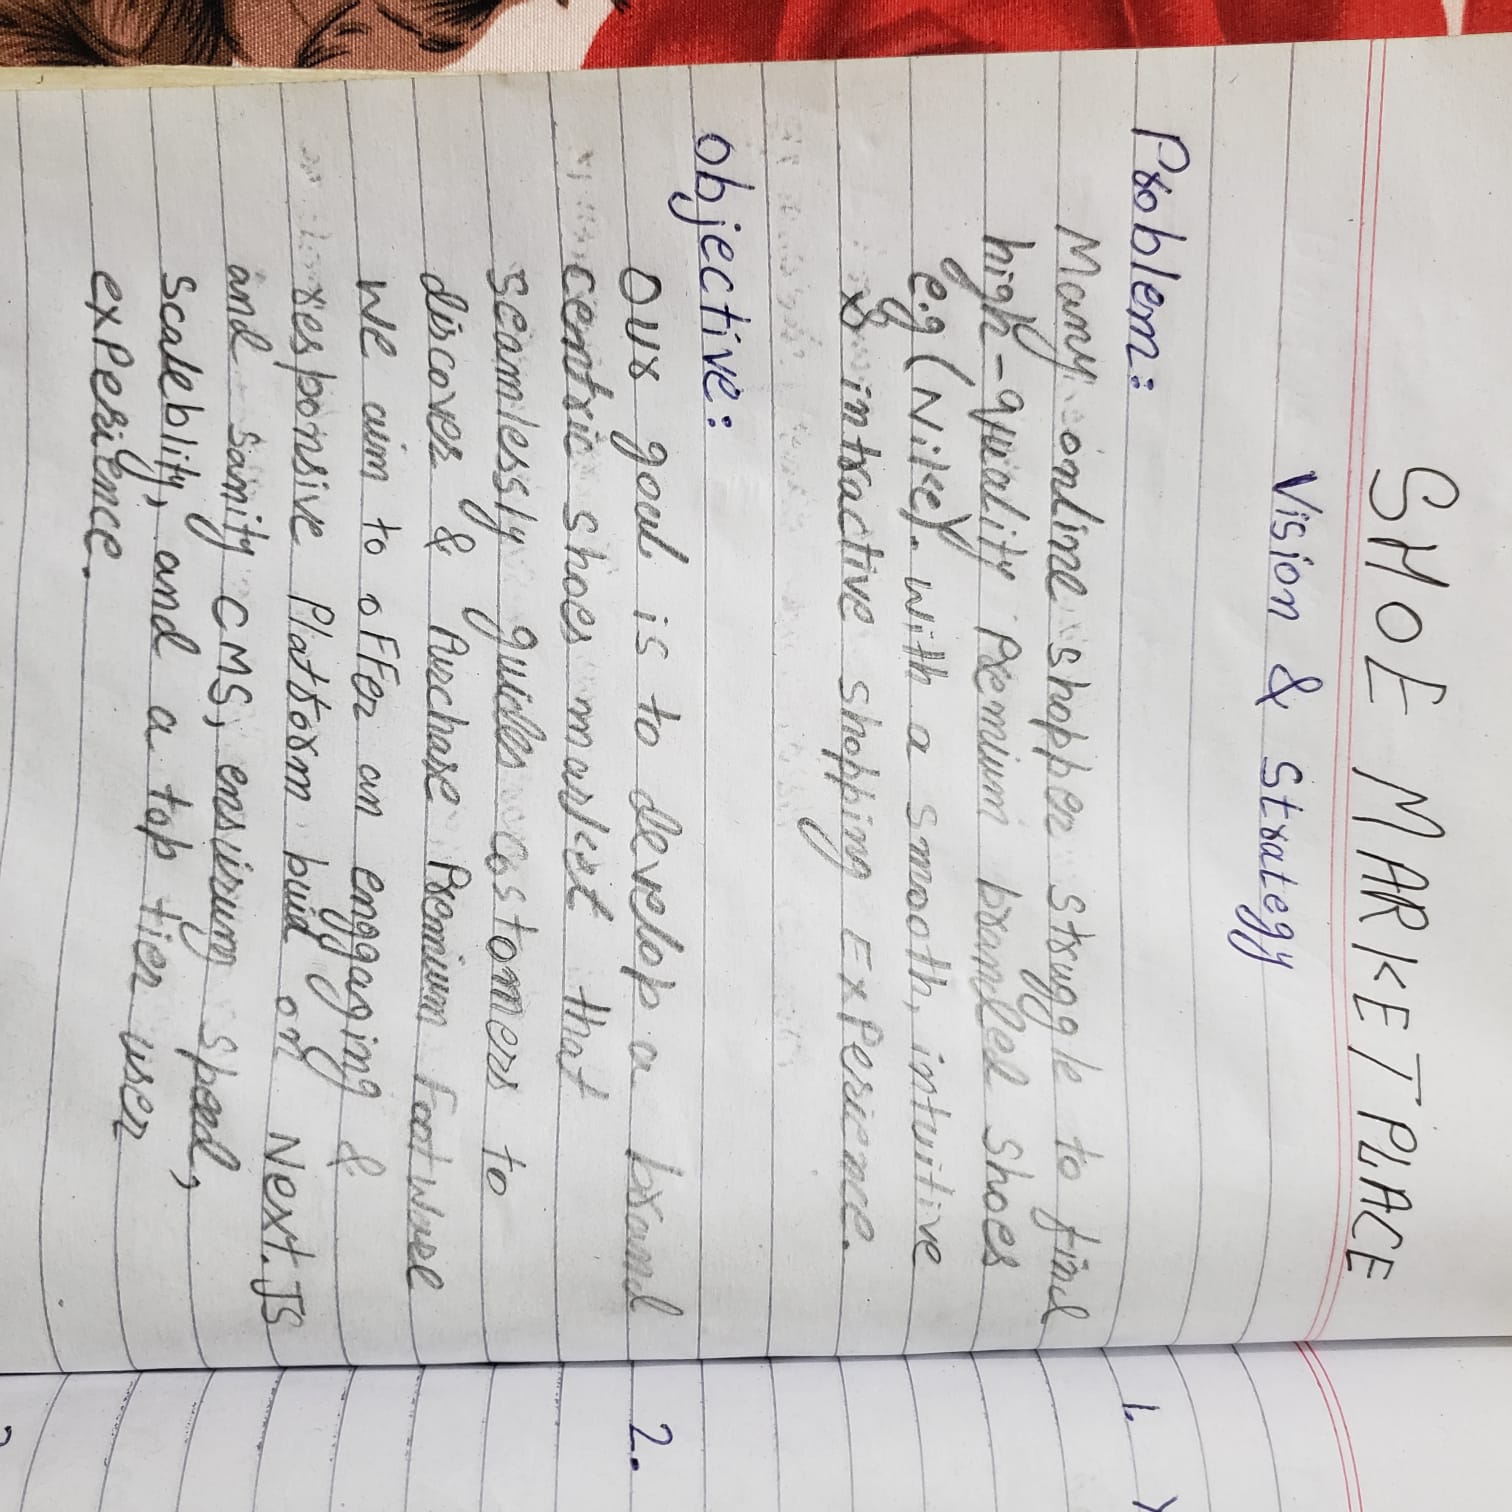 SHOE MARKETPLACE
Vision & Strategy
Problem:
Many online shopper struggle to find
high-quality Premium branded shoes
e.g (Nike). With a smooth, intuitive
& intractive shopping Experience.
objective:
our goal is to develop a brand
centric shoes market that
seamlessly guides costomers to
discover & Purchase Premium Foot ware
we aim to offer an enggaging &
responsive Platform buid on Next.JS
and Sanity CMS, ensuring speed,
Scaleblity, and a top tier user
experience.
1.
2.